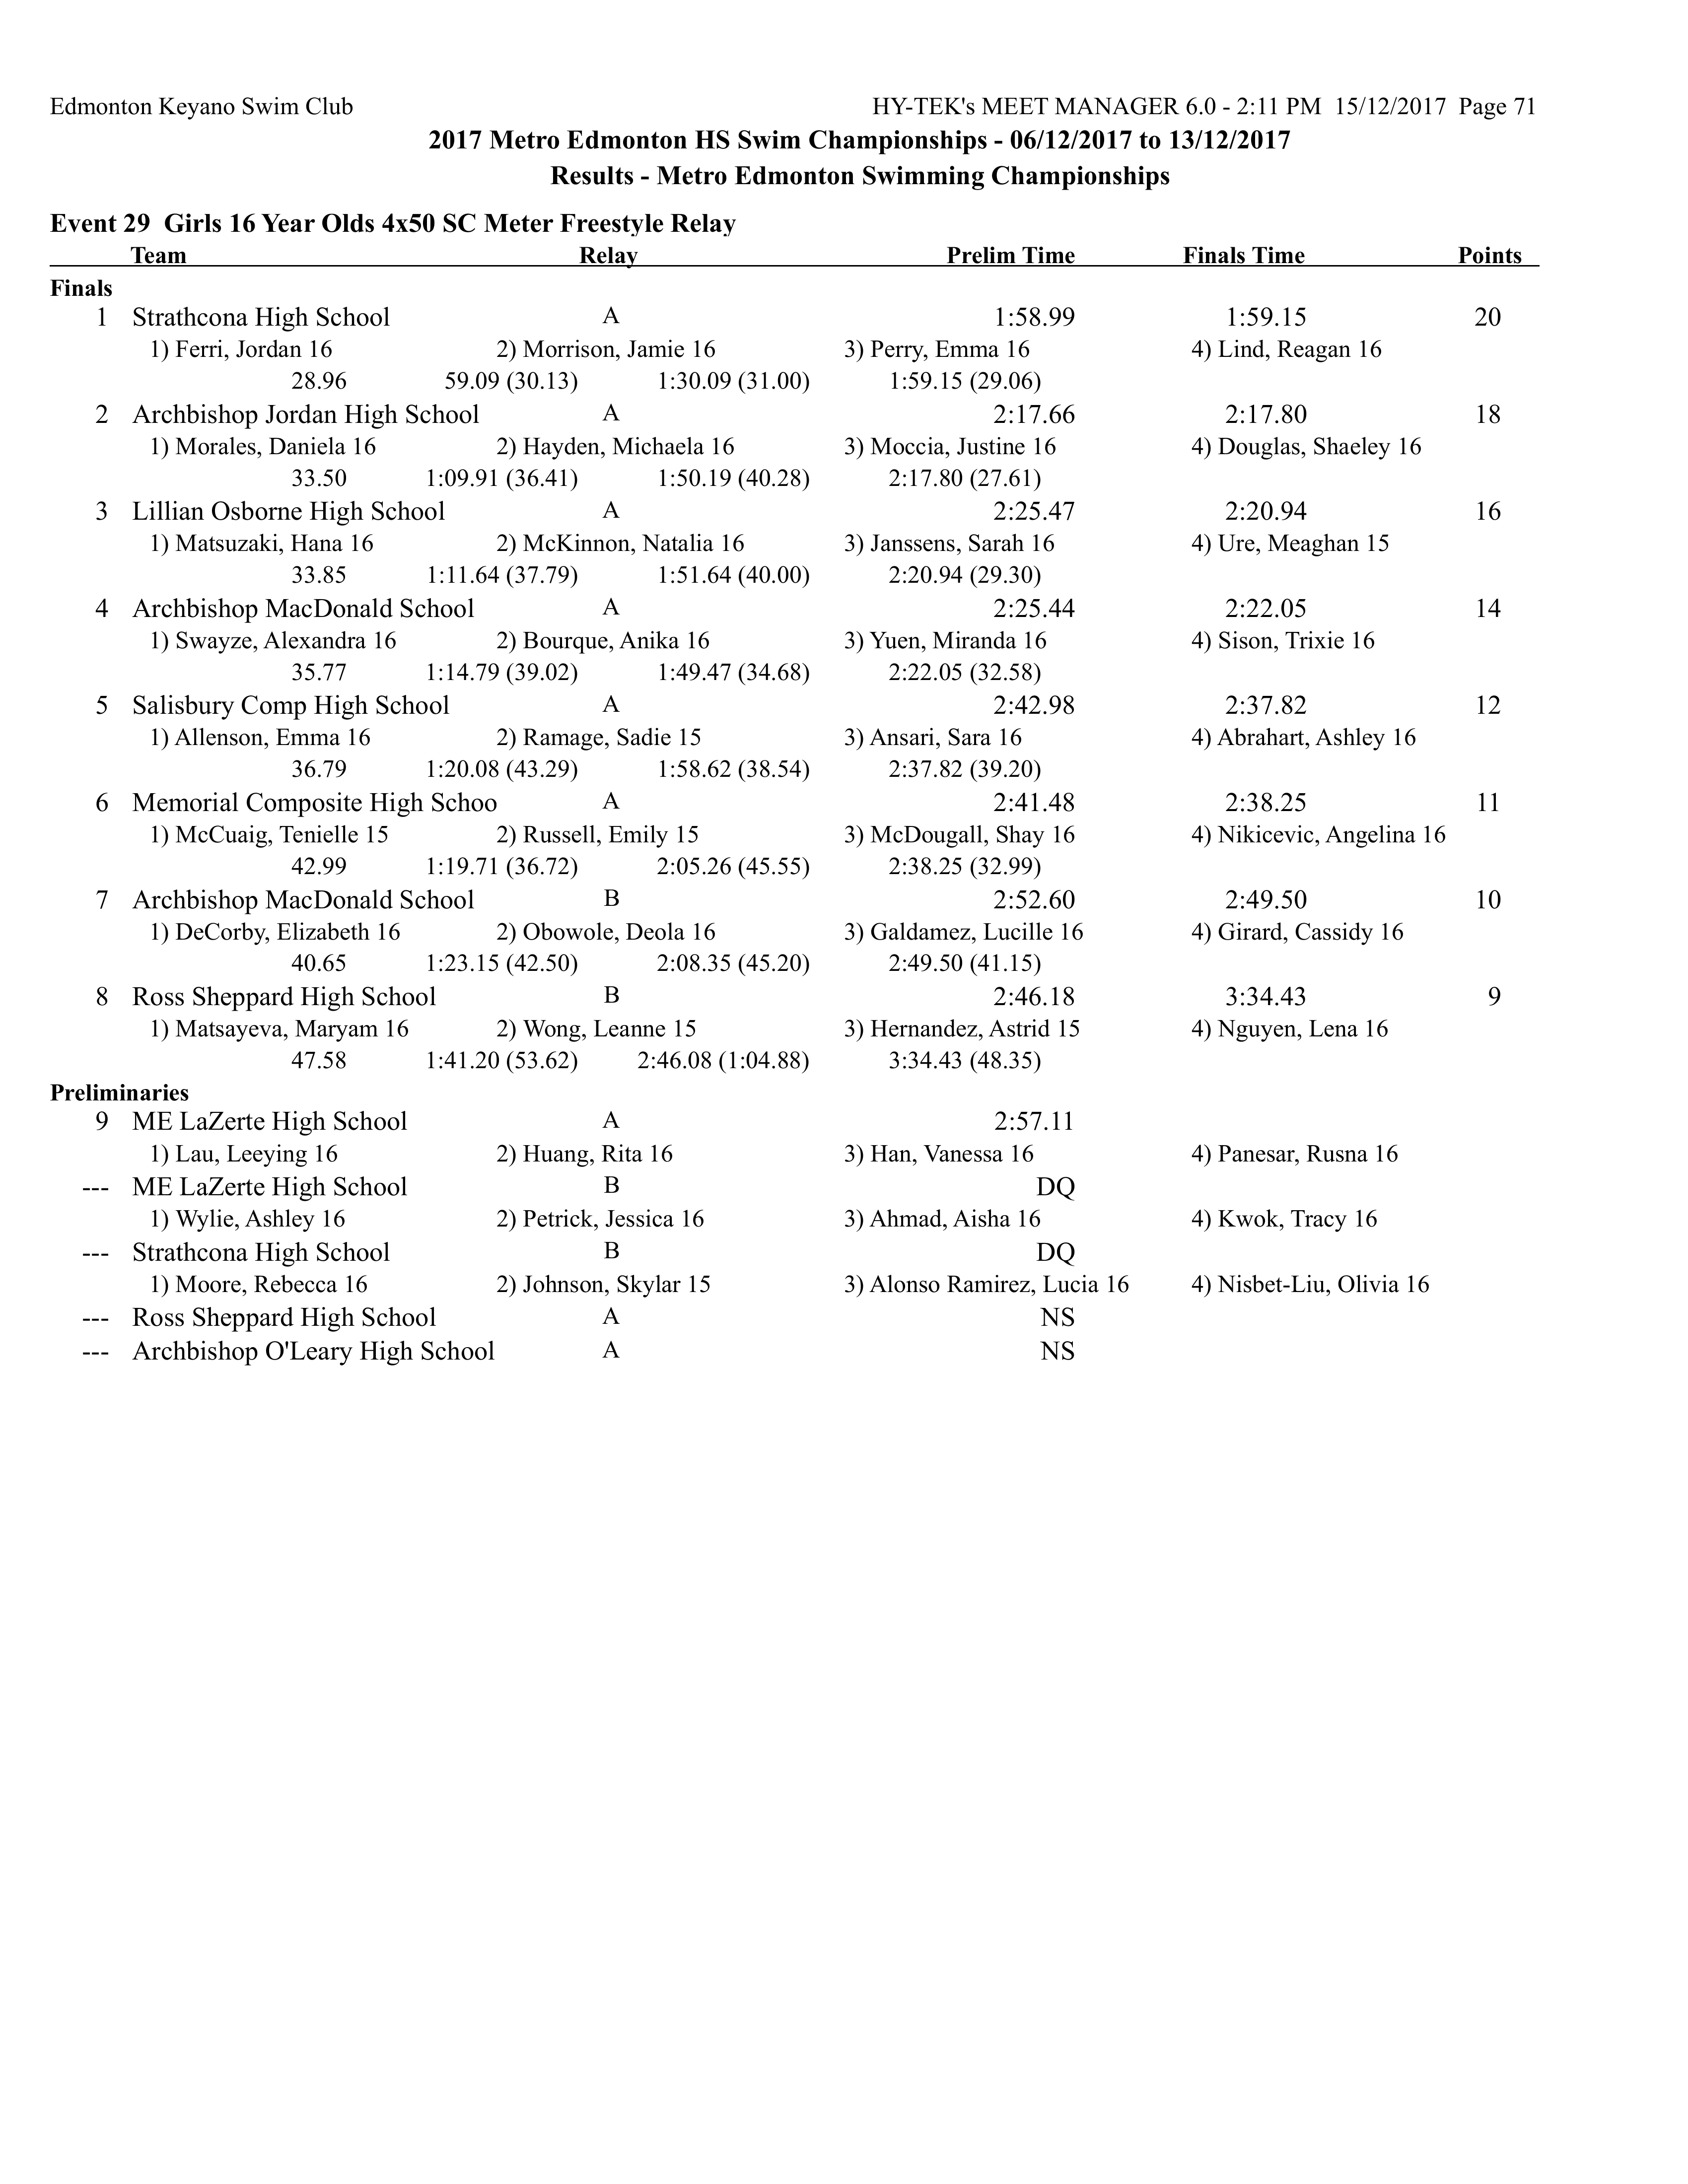 Edmonton Keyano Swim Club HY-TEK's MEET MANAGER 6.0 - 2:11 PM 15/12/2017 Page 71
2017 Metro Edmonton HS Swim Championships - 06/12/2017 to 13/12/2017
Results - Metro Edmonton Swimming Championships
Event 29 Girls 16 Year Olds 4x50 SC Meter Freestyle Relay
Team Relay Prelim Time Finals Time Points
Finals
1 Strathcona High School A 1:58.99 1:59.15 20
1) Ferri, Jordan 16 2) Morrison, Jamie 16 3) Perry, Emma 16 4) Lind, Reagan 16
28.96 59.09 (30.13) 1:30.09 (31.00) 1:59.15 (29.06)
2 Archbishop Jordan High School A 2:17.66 2:17.80 18
1) Morales, Daniela 16 2) Hayden, Michaela 16 3) Moccia, Justine 16 4) Douglas, Shaeley 16
33.50 1:09.91 (36.41) 1:50.19 (40.28) 2:17.80 (27.61)
3 Lillian Osborne High School A 2:25.47 2:20.94 16
1) Matsuzaki, Hana 16 2) McKinnon, Natalia 16 3) Janssens, Sarah 16 4) Ure, Meaghan 15
33.85 1:11.64 (37.79) 1:51.64 (40.00) 2:20.94 (29.30)
4 Archbishop MacDonald School A 2:25.44 2:22.05 14
1) Swayze, Alexandra 16 2) Bourque, Anika 16 3) Yuen, Miranda 16 4) Sison, Trixie 16
35.77 1:14.79 (39.02) 1:49.47 (34.68) 2:22.05 (32.58)
5 Salisbury Comp High School A 2:42.98 2:37.82 12
1) Allenson, Emma 16 2) Ramage, Sadie 15 3) Ansari, Sara 16 4) Abrahart, Ashley 16
36.79 1:20.08 (43.29) 1:58.62 (38.54) 2:37.82 (39.20)
6 Memorial Composite High Schoo A 2:41.48 2:38.25 11
1) McCuaig, Tenielle 15 2) Russell, Emily 15 3) McDougall, Shay 16 4) Nikicevic, Angelina 16
42.99 1:19.71 (36.72) 2:05.26 (45.55) 2:38.25 (32.99)
7 Archbishop MacDonald School B 2:52.60 2:49.50 10
1) DeCorby, Elizabeth 16 2) Obowole, Deola 16 3) Galdamez, Lucille 16 4) Girard, Cassidy 16
40.65 1:23.15 (42.50) 2:08.35 (45.20) 2:49.50 (41.15)
8 Ross Sheppard High School B 2:46.18 3:34.43 9
1) Matsayeva, Maryam 16 2) Wong, Leanne 15 3) Hernandez, Astrid 15 4) Nguyen, Lena 16
47.58 1:41.20 (53.62) 2:46.08 (1:04.88) 3:34.43 (48.35)
Preliminaries
9 ME LaZerte High School A 2:57.11
1) Lau, Leeying 16 2) Huang, Rita 16 3) Han, Vanessa 16 4) Panesar, Rusna 16
--- ME LaZerte High School B DQ
1) Wylie, Ashley 16 2) Petrick, Jessica 16 3) Ahmad, Aisha 16 4) Kwok, Tracy 16
--- Strathcona High School B DQ
1) Moore, Rebecca 16 2) Johnson, Skylar 15 3) Alonso Ramirez, Lucia 16 4) Nisbet-Liu, Olivia 16
--- Ross Sheppard High School A NS
--- Archbishop O'Leary High School A NS